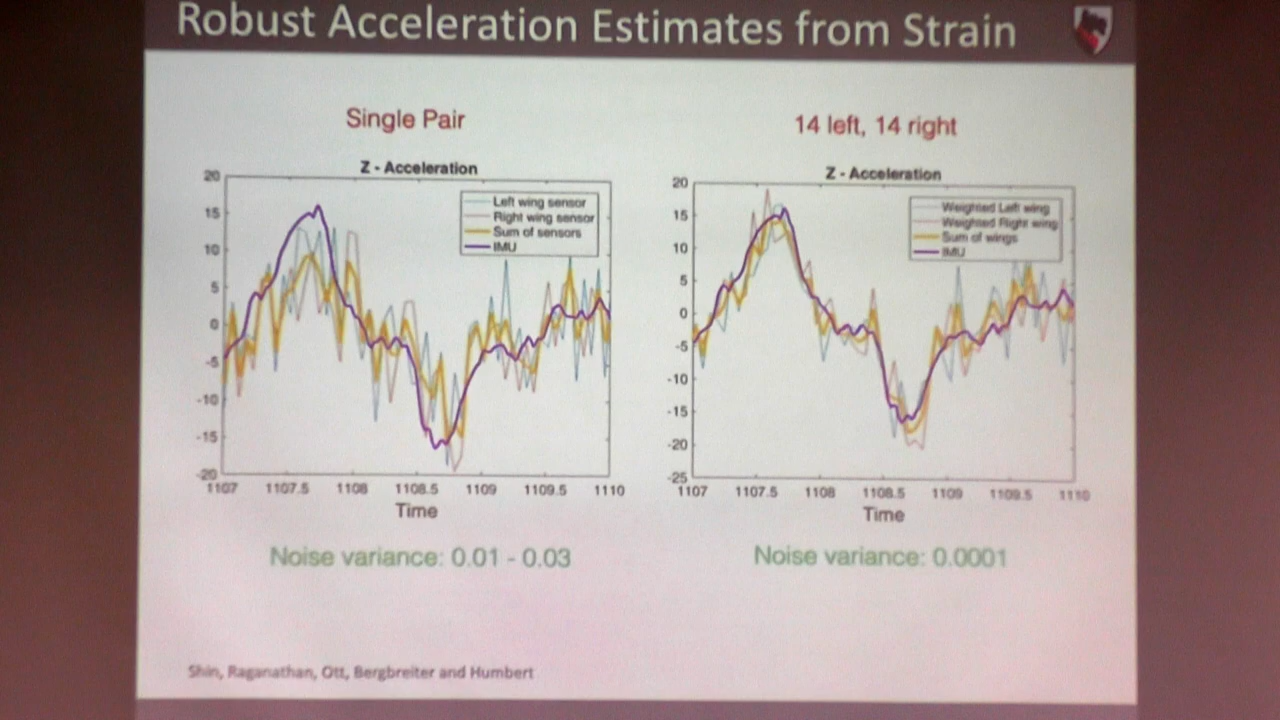 Robust Acceleration Estimates from Strain
Single Pair
14 left, 14 right
Z - Acceleration
20
15
10
5
0
-5
-10
-15
-20
Left wing sensor
Right wing sensor
Sum of sensors
IMU
1107
1107.5
1108
1108.5
1109
1109.5
1110
Time
Z - Acceleration
20
15
10
5
0
-5
-10
-15
-20
-25
Weighted Left wing
Weighted Right wing
Sum of wings
IMU
1107
1107.5
1108
1108.5
1109
1109.5
1110
Time
Noise variance: 0.01 - 0.03
Noise variance: 0.0001
Shin, Raganathan, Ott, Bergbreiter and Humbert